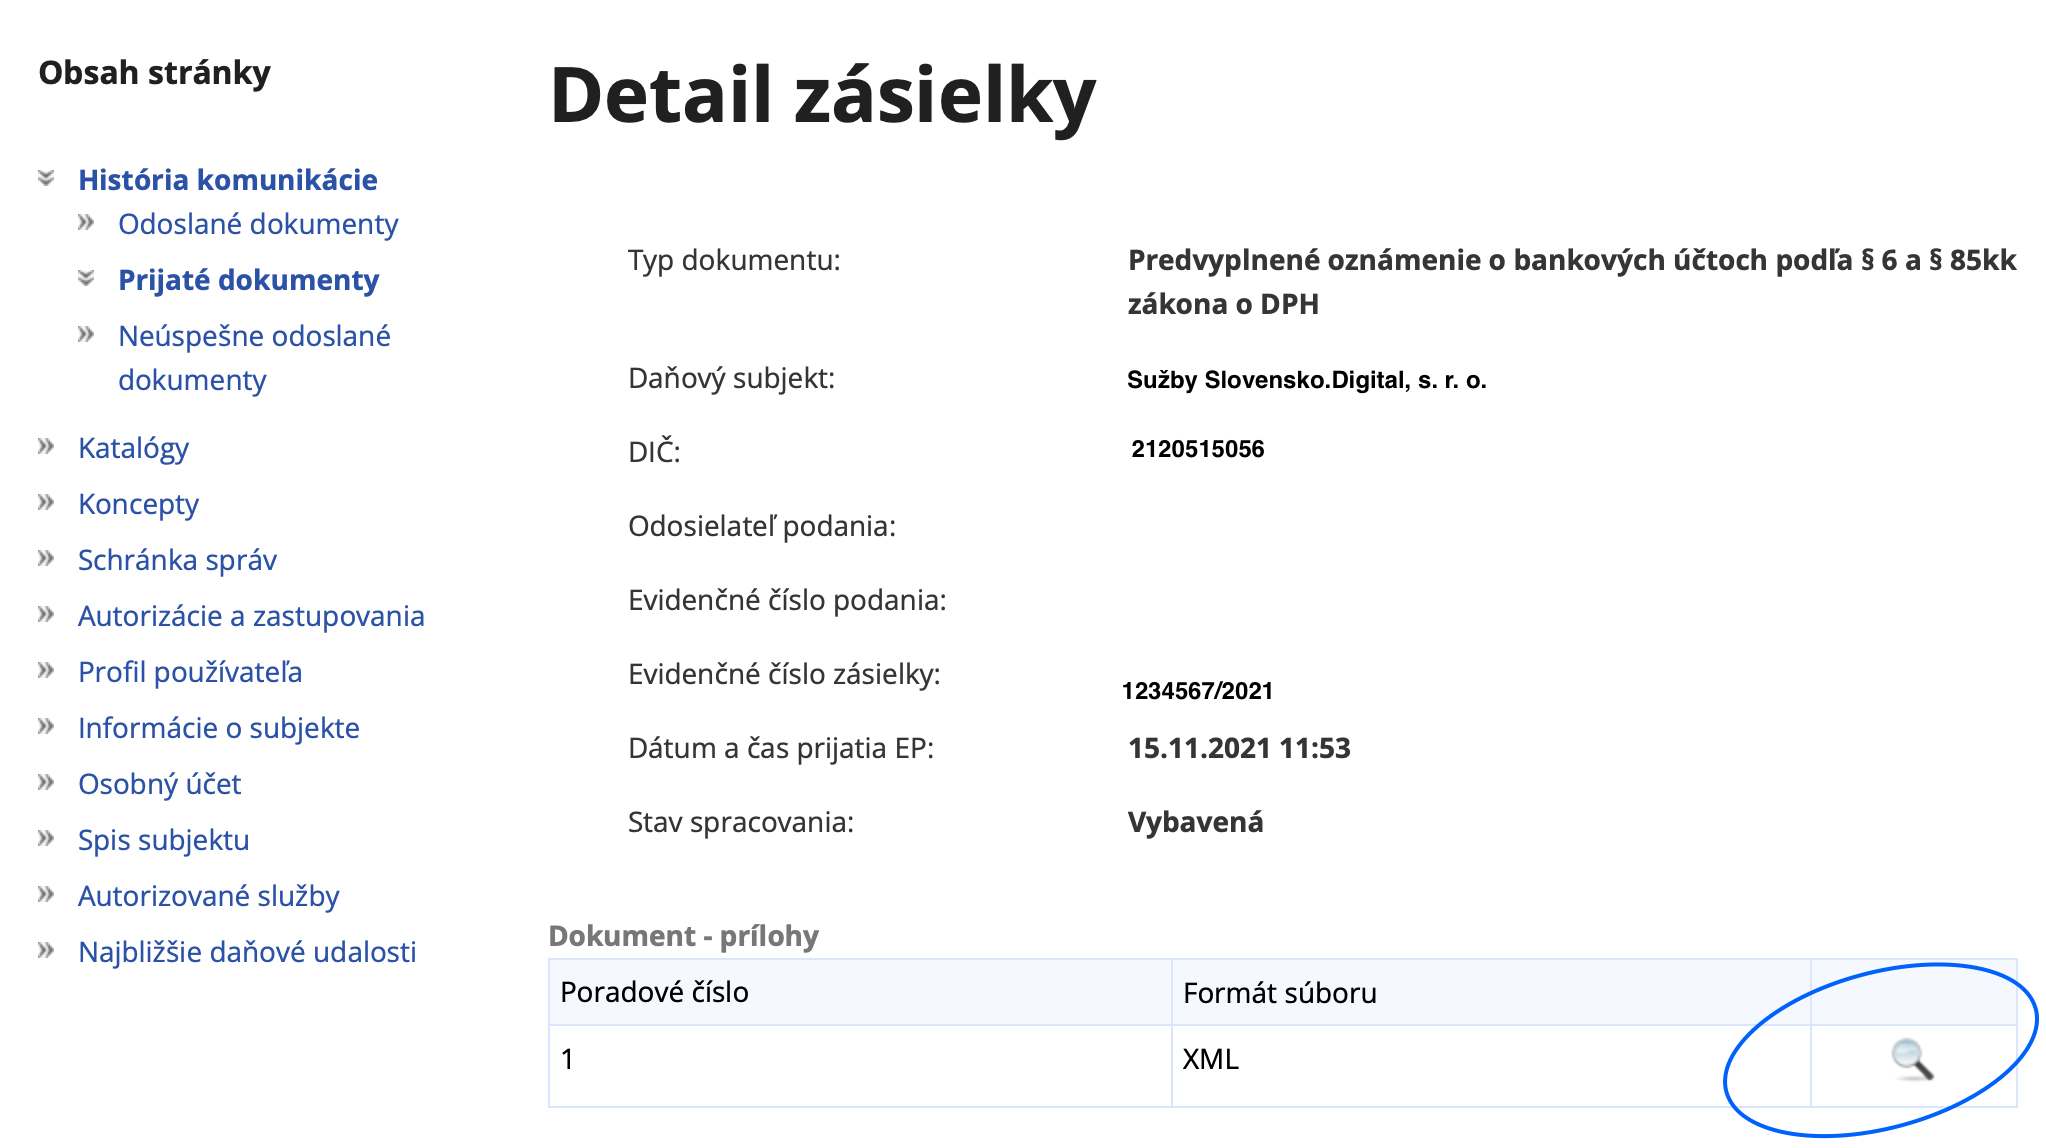 Obsah stránky
História komunikácie
Odoslané dokumenty
Prijaté dokumenty
Neúspešne odoslané
dokumenty
Katalógy
Koncepty
Schránka správ
Autorizácie a zastupovania
Profil používateľa
Informácie o subjekte
Osobný účet
Spis subjektu
Autorizované služby
Najbližšie daňové udalosti
Detail zásielky
Typ dokumentu: Predvyplnené oznámenie o bankových účtoch podľa § 6 a § 85kk
zákona o DPH
Daňový subjekt: Sužby Slovensko.Digital, s. r. o.
DIČ: 2120515056
Odosielateľ podania:
Evidenčné číslo podania:
Evidenčné číslo zásielky: 1234567/2021
Dátum a čas prijatia EP: 15.11.2021 11:53
Stav spracovania: Vybavená
Dokument - prílohy
Poradové číslo Formát súboru
1 XML